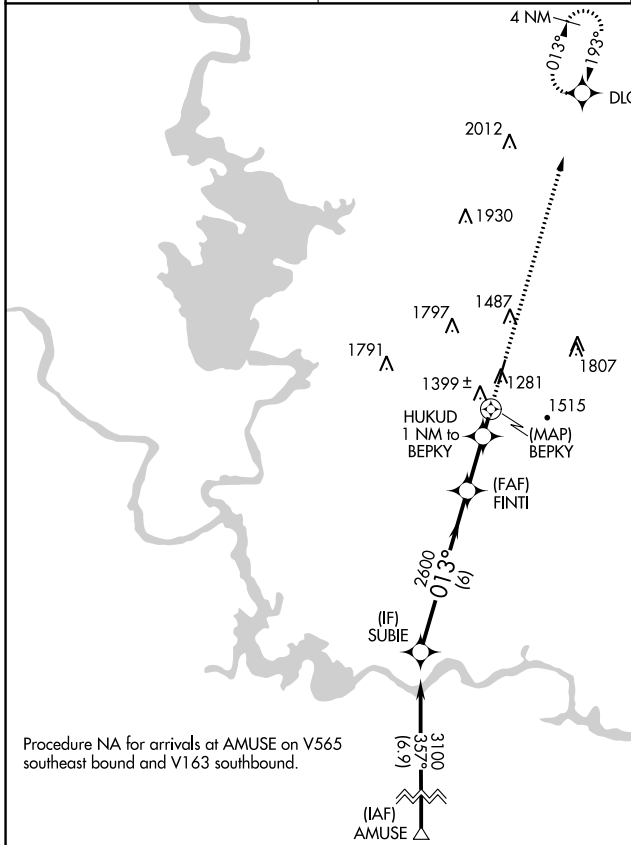 4 NM
013°
193°
DLO
2012
1930
1487
1797
1791
1807
1399 ±
1281
1515
HUKUD
1 NM to
BEPKY
(MAP)
BEPKY
(FAF)
FINTI
2600
013°
(6)
(IF)
SUBIE
3100
357°
(6.9)
Procedure NA for arrivals at AMUSE on V565
southeast bound and V163 southbound.
(IAF)
AMUSE